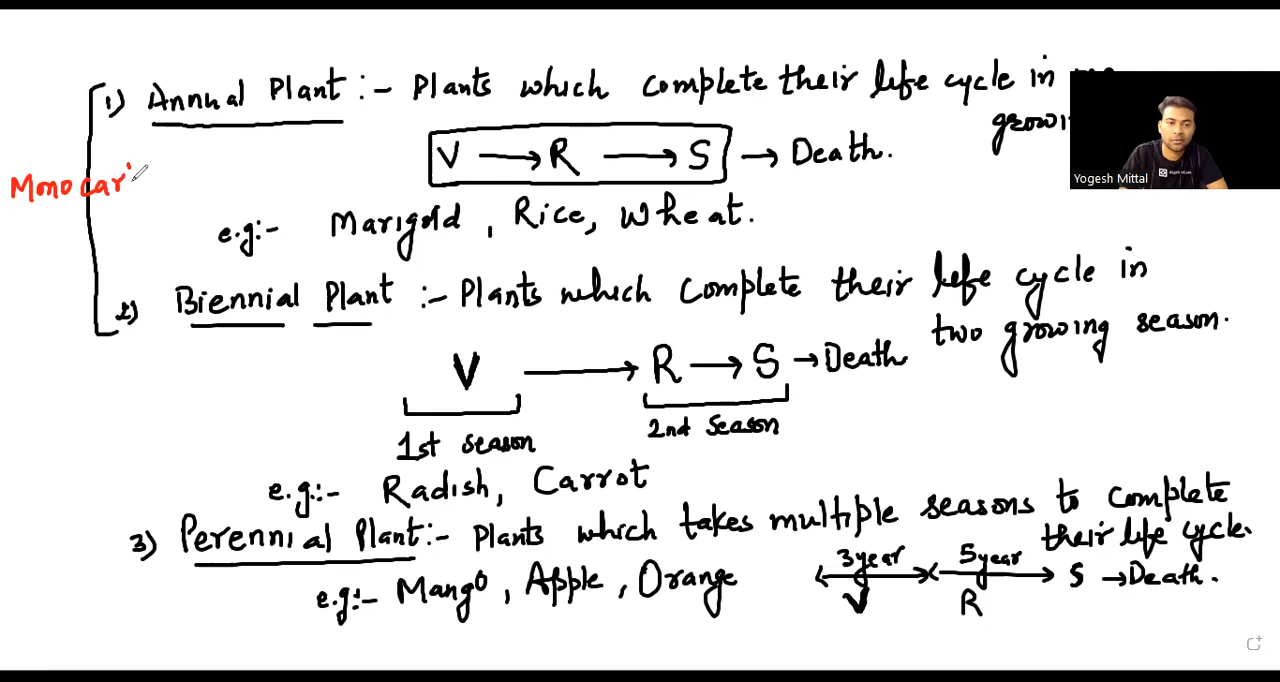 1) Annual Plant :- Plants which complete their life cycle in
growin
V → R → S → Death.
Monocar
e.g:- Marigold, Rice, Wheat.
2) Biennial Plant :- Plants which complete their life cycle in
two growing season.
V → R → S → Death
1st season 2nd Season
e.g:- Radish, Carrot
3) Perennial Plant :- Plants which takes multiple seasons to complete
their life cycle.
e.g:- Mango, Apple, Orange
3year 5year
V R S → Death.
Yogesh Mittal